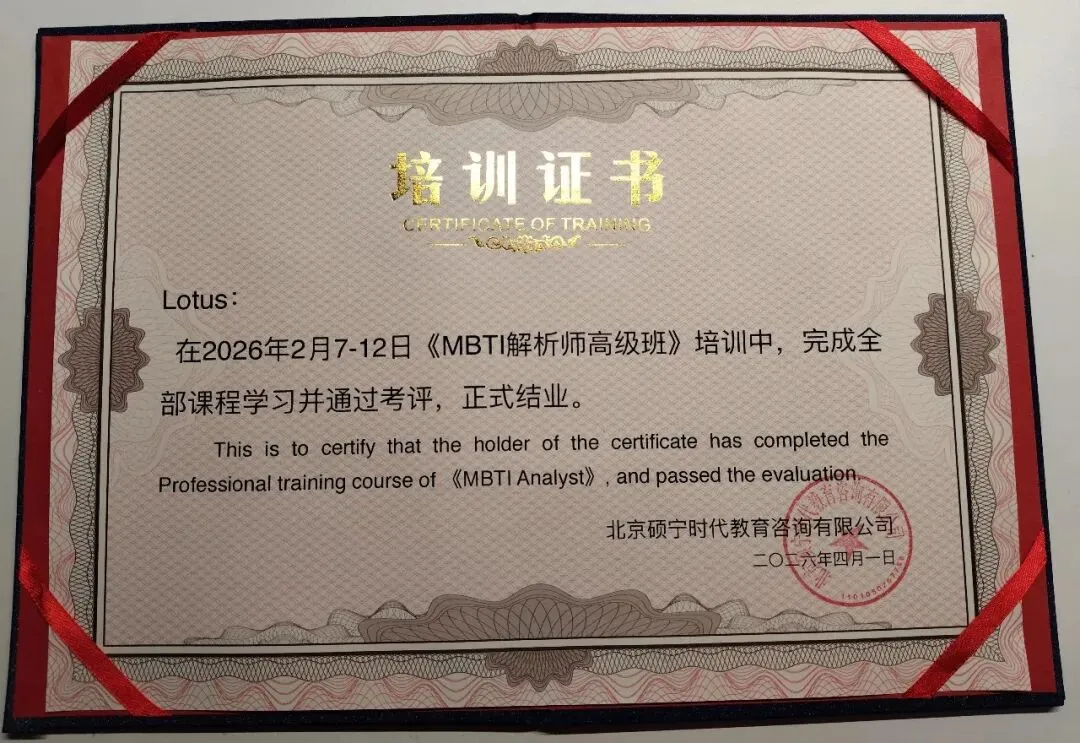 培训证书
CERTIFICATE OF TRAINING
Lotus：
在2026年2月7-12日《MBTI解析师高级班》培训中，完成全
部课程学习并通过考评，正式结业。
This is to certify that the holder of the certificate has completed the
Professional training course of 《MBTI Analyst》, and passed the evaluation.
北京硕宁时代教育咨询有限公司
二〇二六年四月一日